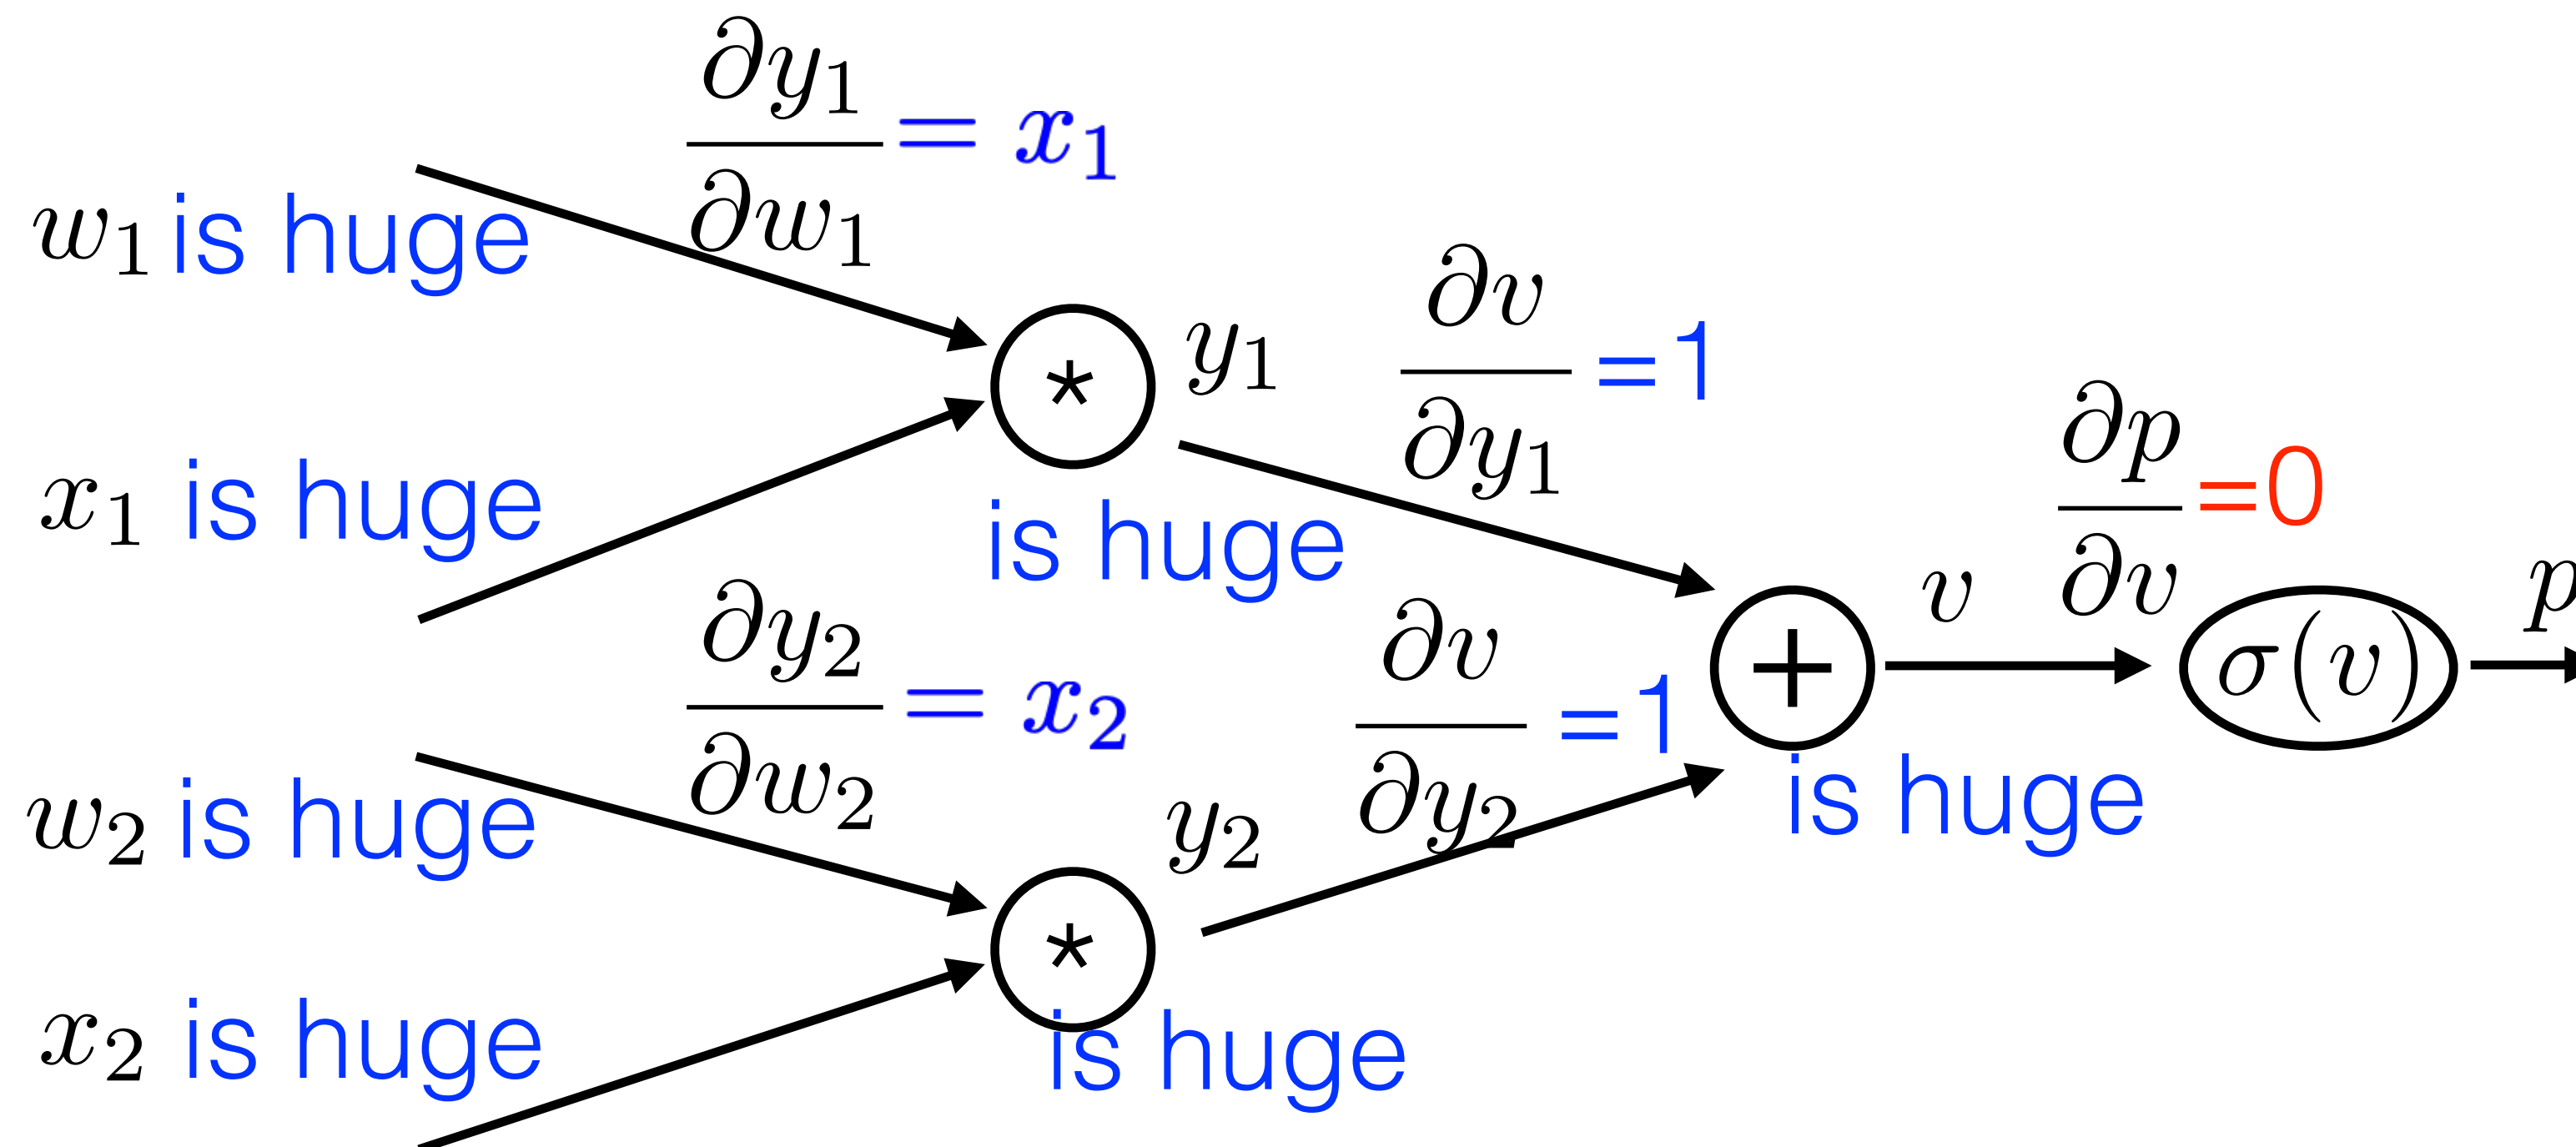 ∂y₁/∂w₁ = x₁
w₁ is huge
∂v/∂y₁ =1
*
y₁
x₁ is huge
is huge
∂p/∂v =0
∂y₂/∂w₂ = x₂
∂v/∂y₂ =1
+
v
σ(v)
p
w₂ is huge
y₂
is huge
*
x₂ is huge
is huge